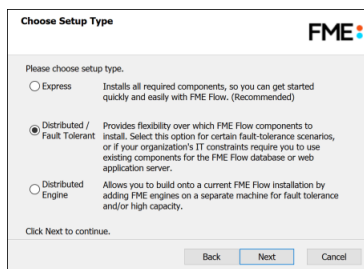 Choose Setup Type
FME
Please choose setup type.
Express
Installs all required components, so you can get started
quickly and easily with FME Flow. (Recommended)
Distributed /
Fault Tolerant
Provides flexibility over which FME Flow components to
install. Select this option for certain fault-tolerance scenarios,
or if your organization's IT constraints require you to use
existing components for the FME Flow database or web
application server.
Distributed
Engine
Allows you to build onto a current FME Flow installation by
adding FME engines on a separate machine for fault tolerance
and/or high capacity.
Click Next to continue.
Back
Next
Cancel